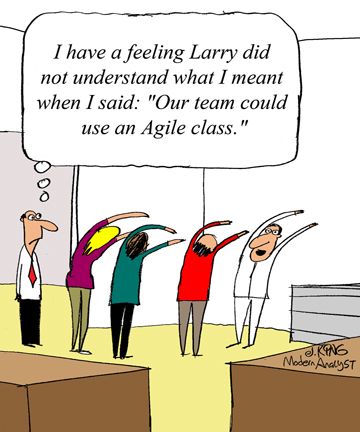 I have a feeling Larry did
not understand what I meant
when I said: "Our team could
use an Agile class."
J. King
Modern Analyst